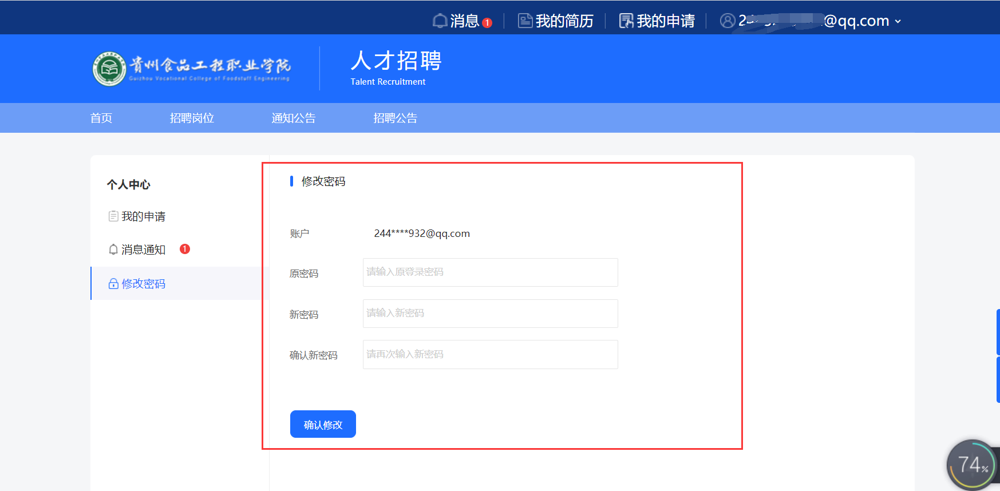 消息 1 我的简历 我的申请 @qq.com
贵州食品工程职业学院
Guizhou Vocational College of Foodstuff Engineering
人才招聘
Talent Recruitment
首页 招聘岗位 通知公告 招聘公告
个人中心
我的申请
消息通知 1
修改密码
修改密码
账户 244****932@qq.com
原密码 请输入原登录密码
新密码 请输入新密码
确认新密码 请再次输入新密码
确认修改
74%